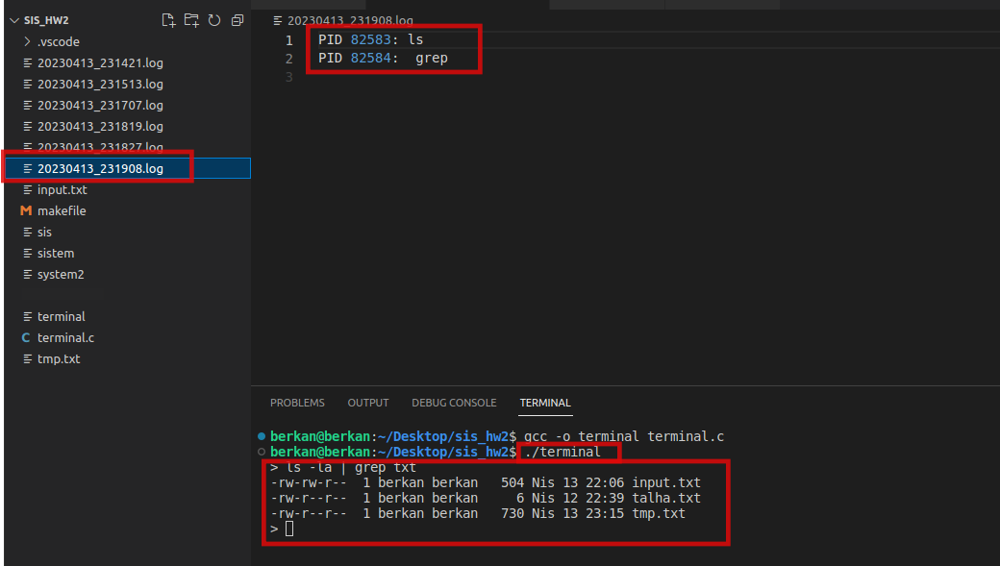 SIS_HW2
.vscode
20230413_231421.log
20230413_231513.log
20230413_231707.log
20230413_231819.log
20230413_231827.log
20230413_231908.log
input.txt
makefile
sis
sistem
system2
terminal
terminal.c
tmp.txt
20230413_231908.log
1 PID 82583: ls
2 PID 82584:  grep
3
PROBLEMS OUTPUT DEBUG CONSOLE TERMINAL
berkan@berkan:~/Desktop/sis_hw2$ gcc -o terminal terminal.c
berkan@berkan:~/Desktop/sis_hw2$ ./terminal
> ls -la | grep txt
-rw-rw-r--  1 berkan berkan   504 Nis 13 22:06 input.txt
-rw-r--r--  1 berkan berkan     6 Nis 12 22:39 talha.txt
-rw-r--r--  1 berkan berkan   730 Nis 13 23:15 tmp.txt
>